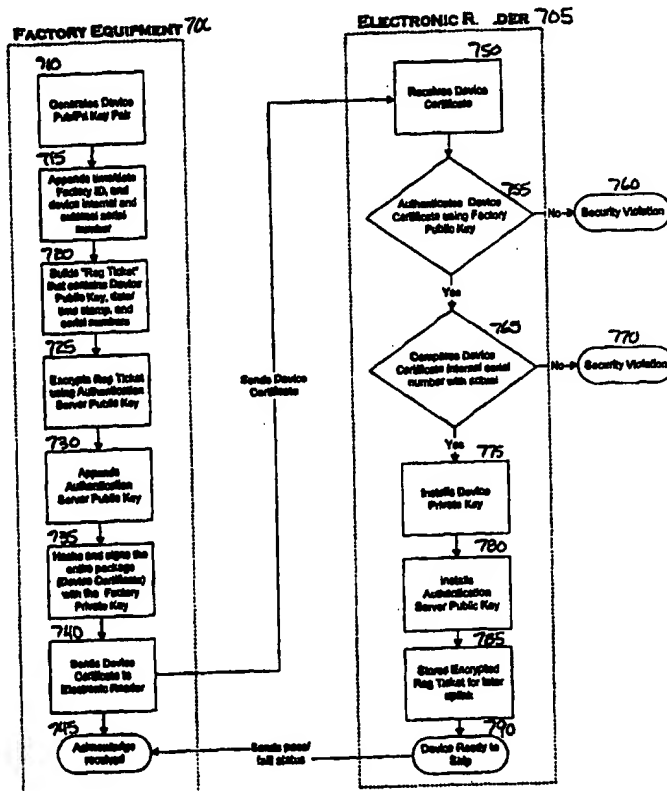 FACTORY EQUIPMENT 70
710
Generates Device
Pub/Pri Key Pair
715
Appends
Factory ID, and
device internal and
external serial
number
720
Builds "Reg Ticket"
that contains Device
Public Key, date/
time stamp, and
serial numbers
725
Encrypts Reg Ticket
using Authentication
Server Public Key
730
Appends
Authentication
Server Public Key
735
Hashs and signs the
entire package
(Device Certificate)
with the Factory
Private Key
740
Sends Device
Certificate to
Electronic Reader
745
Acknowledge
received
Sends Device
Certificate
Sends pass/
fail status
ELECTRONIC R DER 705
750
Receives Device
Certificate
755
Authenticates Device
Certificate using Factory
Public Key
No
760
Security Violation
Yes
765
Compares Device
Certificate internal serial
number with actual
No
770
Security Violation
Yes
775
Installs Device
Private Key
780
Installs
Authentication
Server Public Key
785
Stores Encrypted
Reg Ticket for later
uplink
790
Device Ready to
Ship